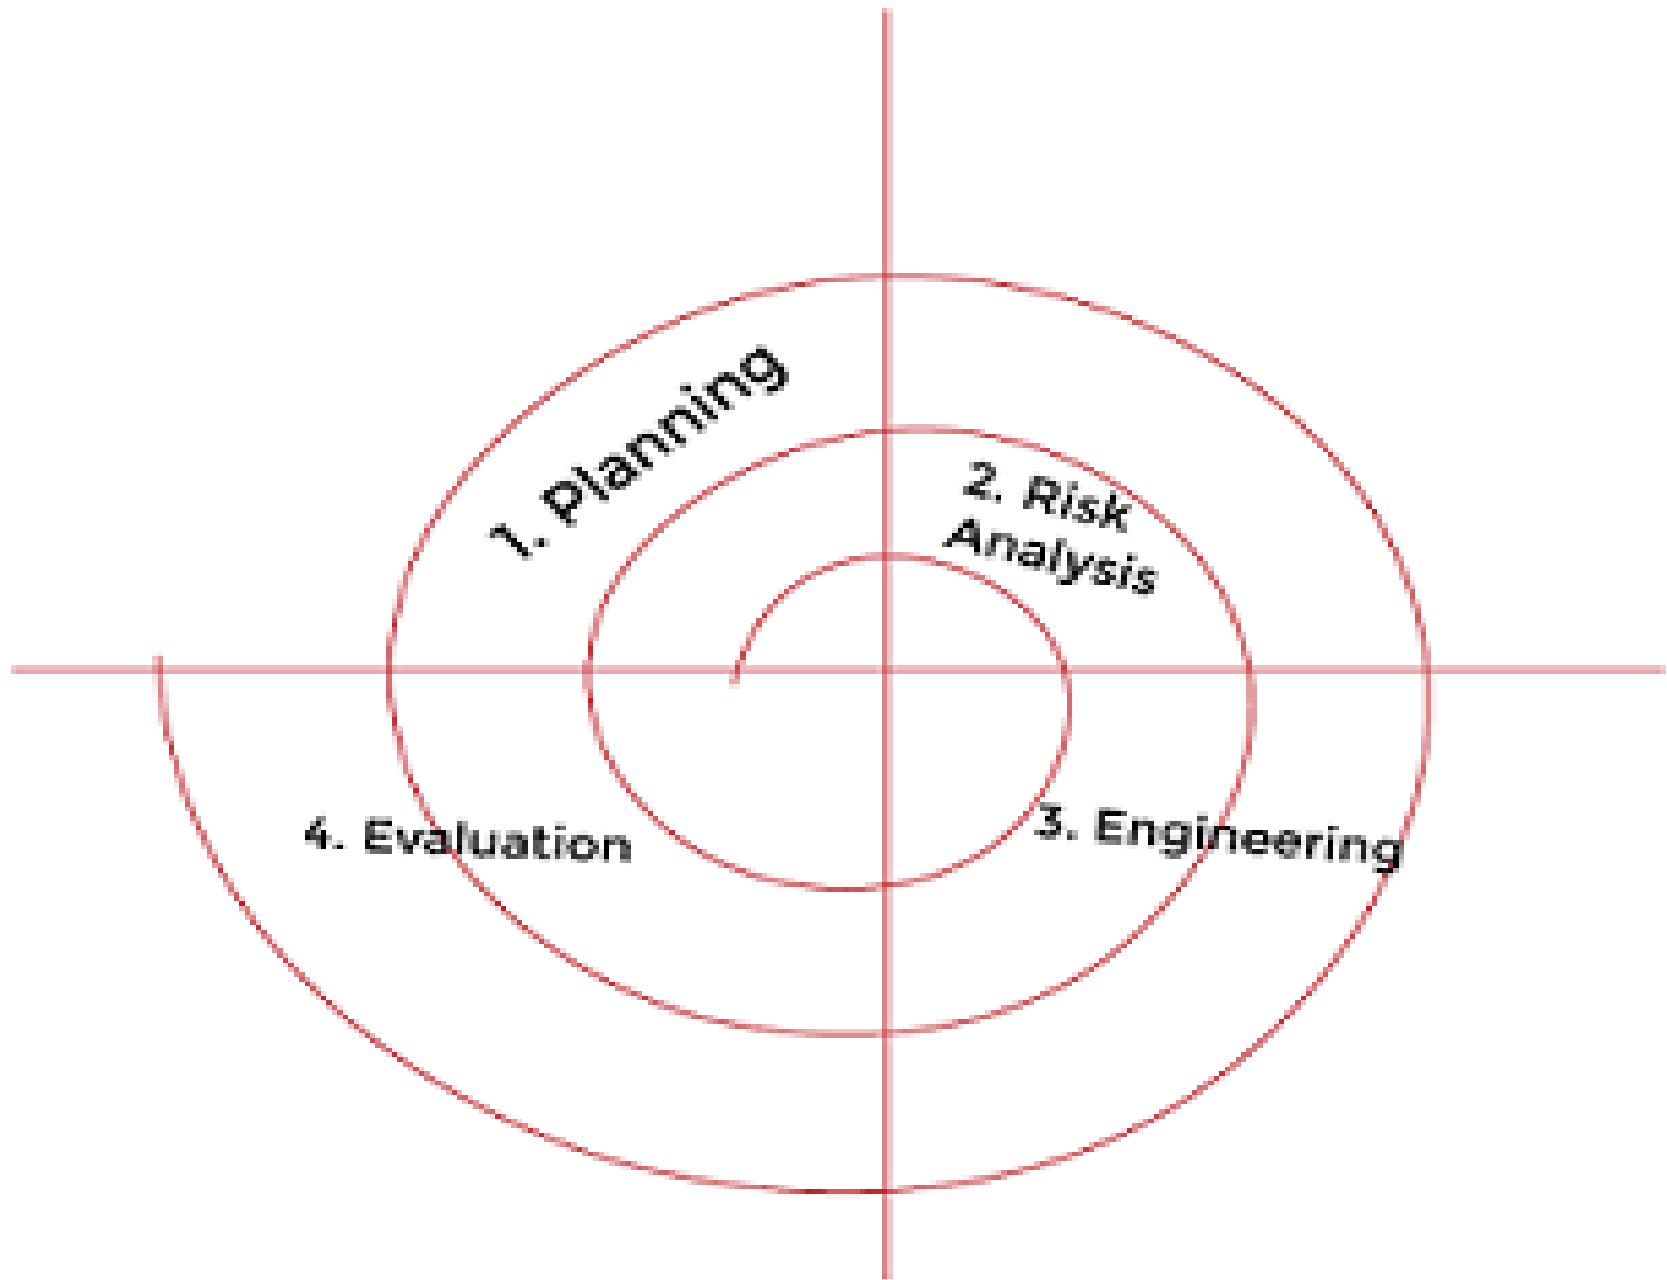 1. Planning
2. Risk
Analysis
3. Engineering
4. Evaluation